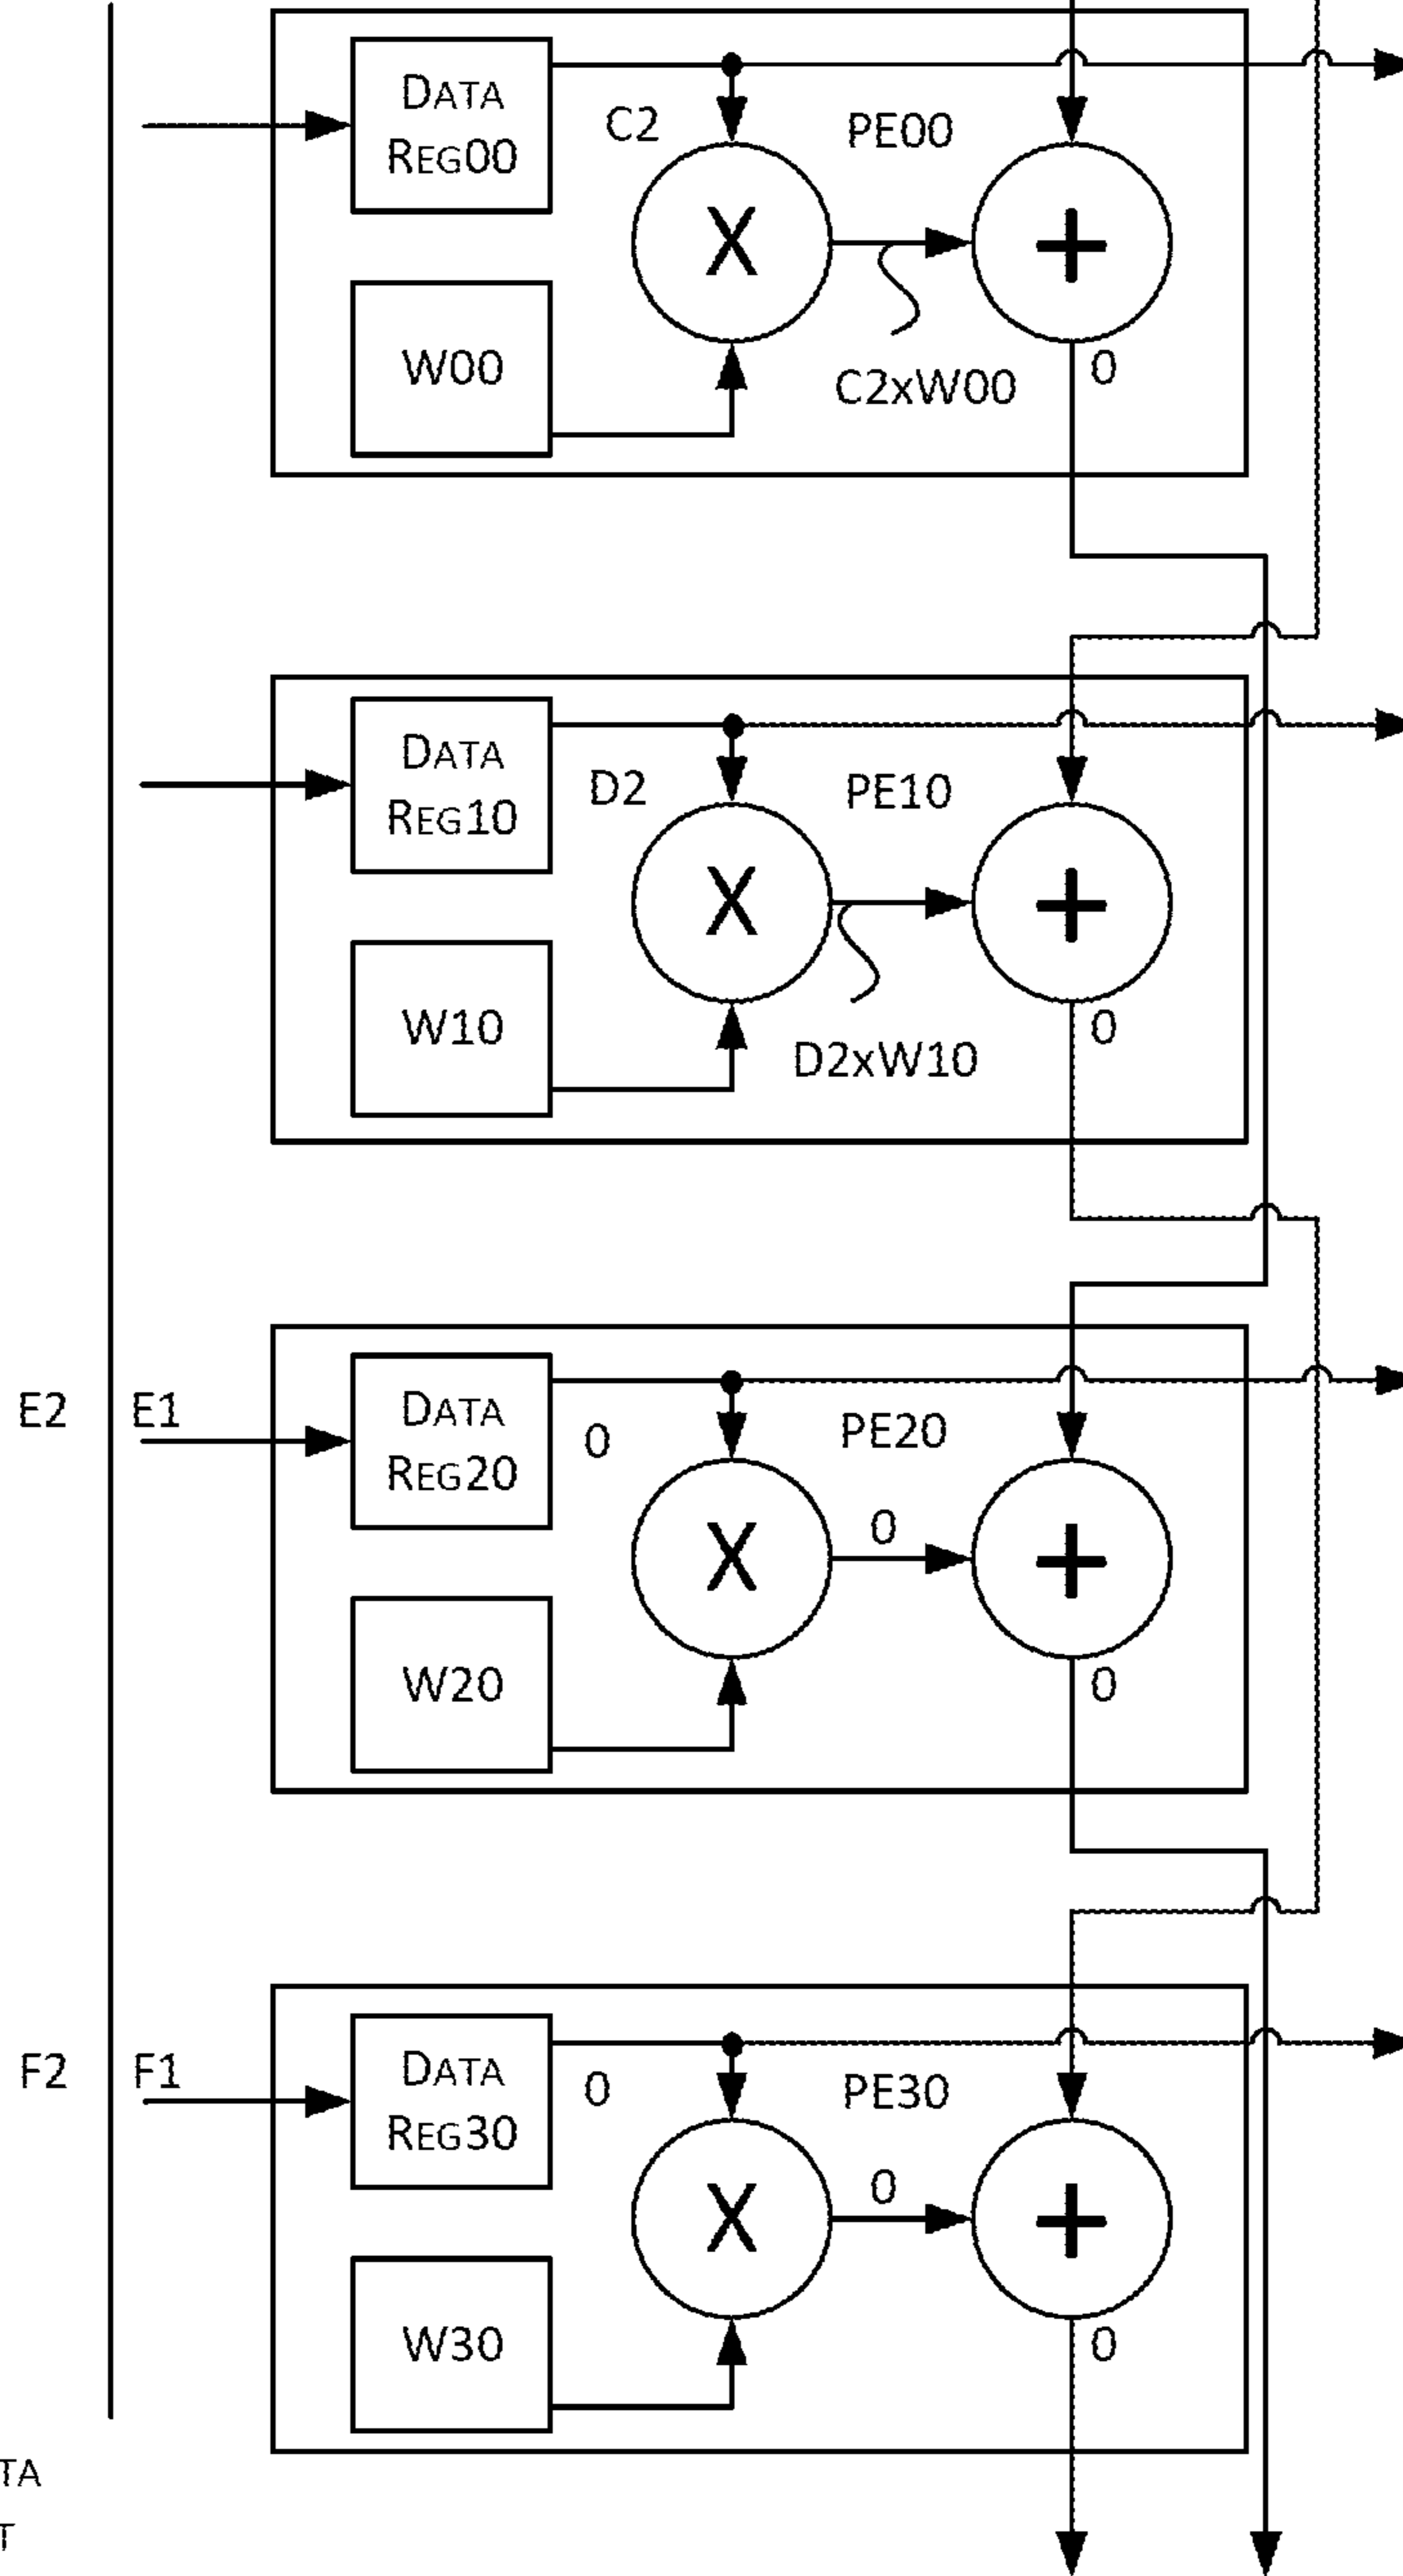 DATA
REG00
C2
PE00
X
+
W00
C2xW00
0
DATA
REG10
D2
PE10
X
+
W10
D2xW10
0
E2
E1
DATA
REG20
0
PE20
0
X
+
W20
0
F2
F1
DATA
REG30
0
PE30
0
X
+
W30
0
TA
T